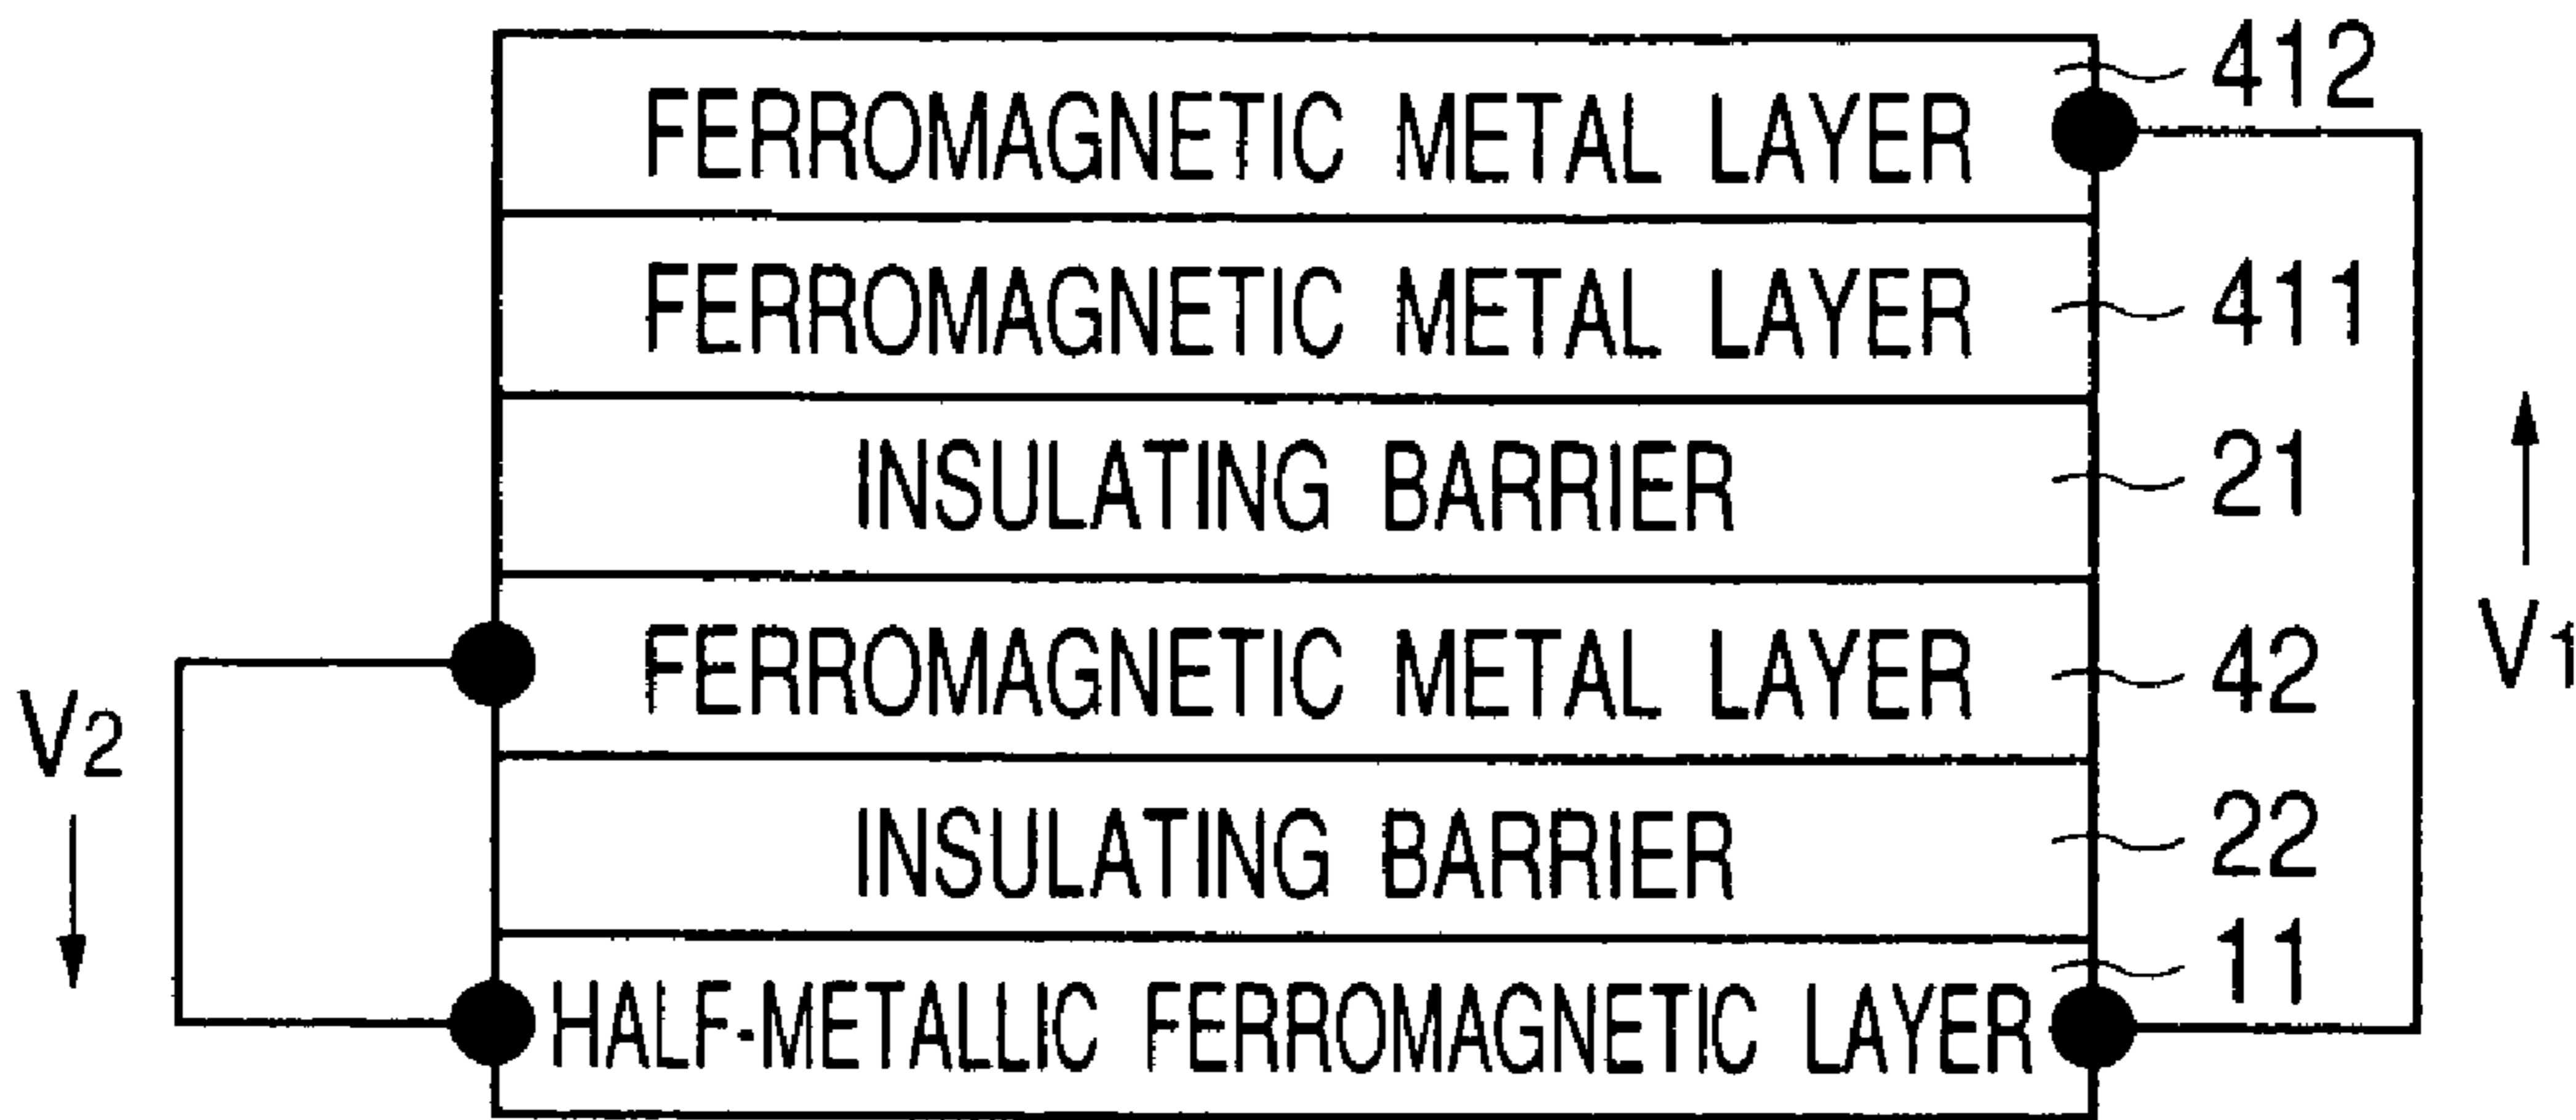 FERROMAGNETIC METAL LAYER 412
FERROMAGNETIC METAL LAYER 411
INSULATING BARRIER 21
FERROMAGNETIC METAL LAYER 42
INSULATING BARRIER 22
HALF-METALLIC FERROMAGNETIC LAYER 11
V2
V1